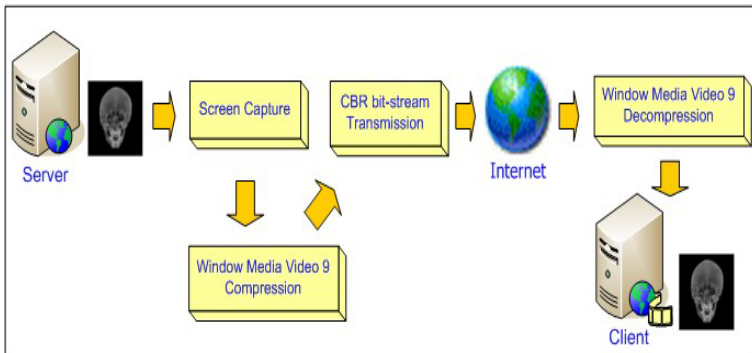 Server
Screen Capture
Window Media Video 9
Compression
CBR bit-stream
Transmission
Internet
Window Media Video 9
Decompression
Client